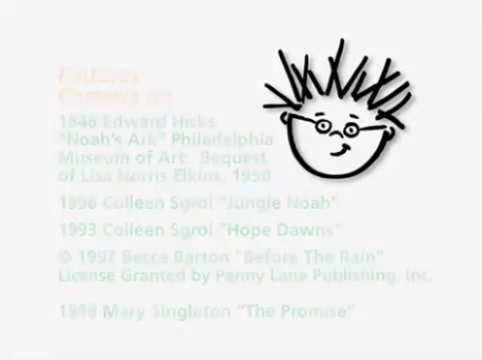 Pictures
1846 Edward Hicks
"Noah's Ark" Philadelphia
Museum of Art: Bequest
of Lisa Norris Elkins, 1950
1996 Colleen Sgroi "Jungle Noah"
1993 Colleen Sgroi "Hope Dawns"
© 1997 Becca Barton "Before The Rain"
License Granted by Penny Lane Publishing, Inc.
1998 Mary Singleton "The Promise"